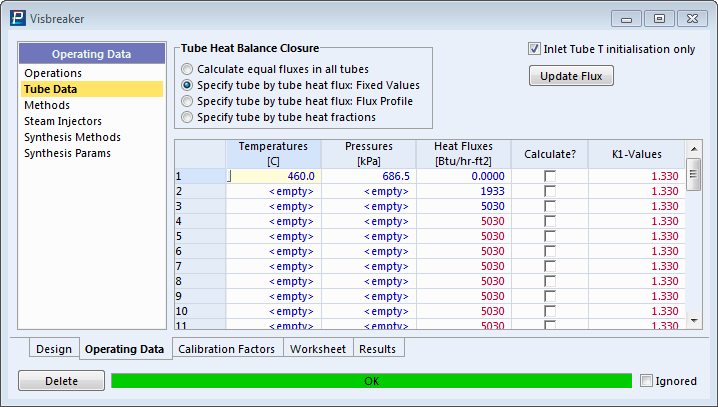 Visbreaker
Operating Data
Operations
Tube Data
Methods
Steam Injectors
Synthesis Methods
Synthesis Params
Tube Heat Balance Closure
Calculate equal fluxes in all tubes
Specify tube by tube heat flux: Fixed Values
Specify tube by tube heat flux: Flux Profile
Specify tube by tube heat fractions
Inlet Tube T initialisation only
Update Flux
Temperatures [C] Pressures [kPa] Heat Fluxes [Btu/hr-ft2] Calculate? K1-Values
1 460.0 686.5 0.0000 1.330
2 <empty> <empty> 1933 1.330
3 <empty> <empty> 5030 1.330
4 <empty> <empty> 5030 1.330
5 <empty> <empty> 5030 1.330
6 <empty> <empty> 5030 1.330
7 <empty> <empty> 5030 1.330
8 <empty> <empty> 5030 1.330
9 <empty> <empty> 5030 1.330
10 <empty> <empty> 5030 1.330
11 <empty> <empty> 5030 1.330
Design Operating Data Calibration Factors Worksheet Results
Delete OK Ignored